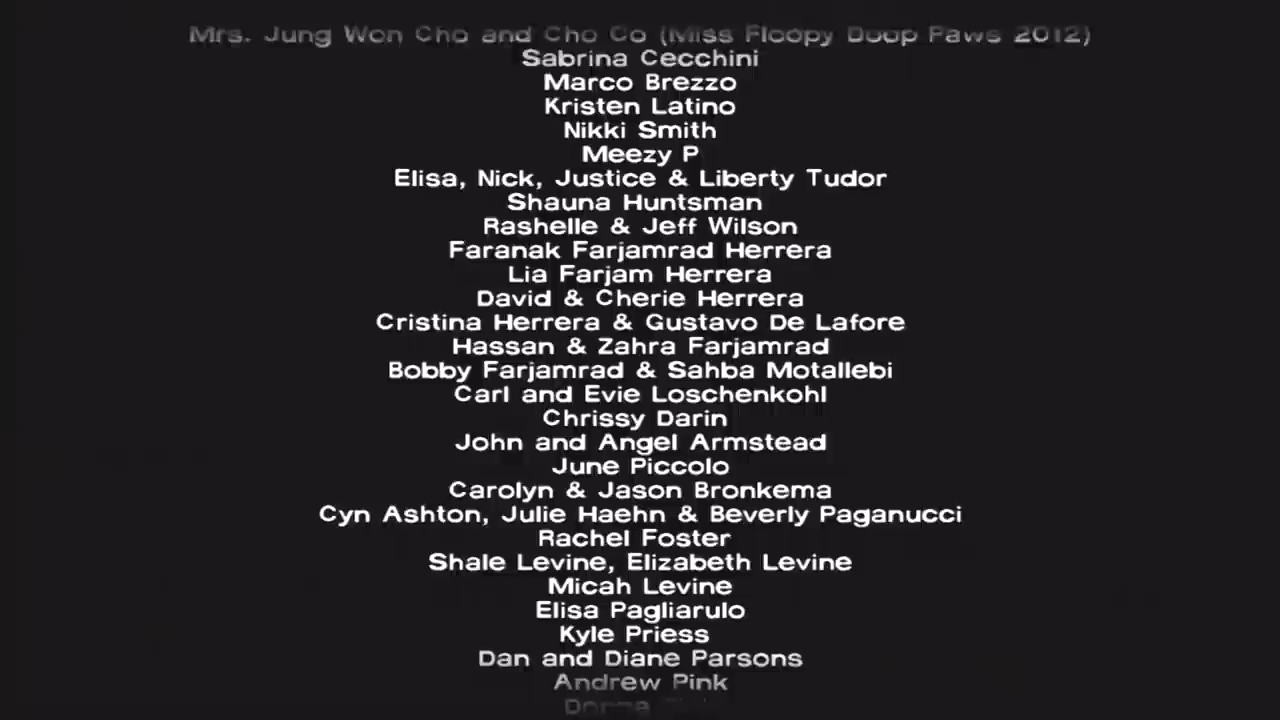 Mrs. Jung Won Cho and Cho Co (Miss Floopy Boop Paws 2012)
Sabrina Cecchini
Marco Brezzo
Kristen Latino
Nikki Smith
Meezy P
Elisa, Nick, Justice & Liberty Tudor
Shauna Huntsman
Rashelle & Jeff Wilson
Faranak Farjamrad Herrera
Lia Farjam Herrera
David & Cherie Herrera
Cristina Herrera & Gustavo De Lafore
Hassan & Zahra Farjamrad
Bobby Farjamrad & Sahba Motallebi
Carl and Evie Loschenkohl
Chrissy Darin
John and Angel Armstead
June Piccolo
Carolyn & Jason Bronkema
Cyn Ashton, Julie Haehn & Beverly Paganucci
Rachel Foster
Shale Levine, Elizabeth Levine
Micah Levine
Elisa Pagliarulo
Kyle Priess
Dan and Diane Parsons
Andrew Pink